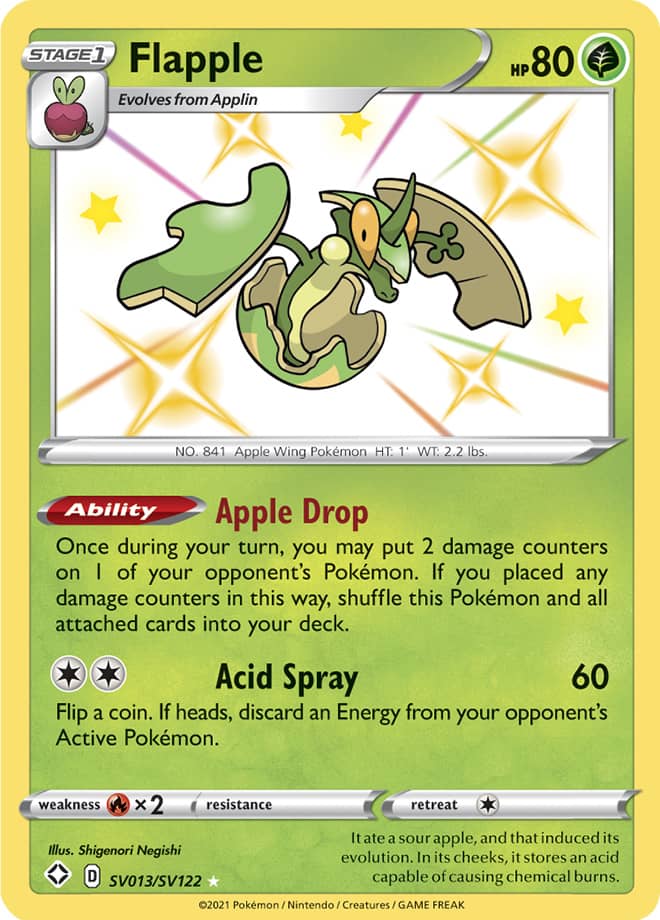 STAGE 1 Flapple HP 80
Evolves from Applin
NO. 841 Apple Wing Pokémon HT: 1' WT: 2.2 lbs.
Ability Apple Drop
Once during your turn, you may put 2 damage counters
on 1 of your opponent's Pokémon. If you placed any
damage counters in this way, shuffle this Pokémon and all
attached cards into your deck.
Acid Spray 60
Flip a coin. If heads, discard an Energy from your opponent's
Active Pokémon.
weakness ×2 resistance retreat
Illus. Shigenori Negishi
D SV013/SV122
It ate a sour apple, and that induced its
evolution. In its cheeks, it stores an acid
capable of causing chemical burns.
©2021 Pokémon / Nintendo / Creatures / GAME FREAK